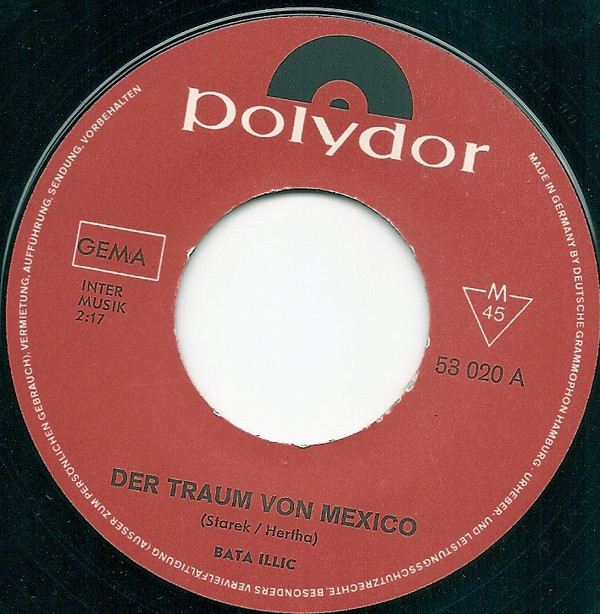 polydor
GEMA
INTER
MUSIK
2:17
M
45
53 020 A
DER TRAUM VON MEXICO
(Starek / Hertha)
BATA ILLIC
MADE IN GERMANY BY DEUTSCHE GRAMMOPHON HAMBURG · URHEBER- UND LEISTUNGSSCHUTZRECHTE, BESONDERS VERVIELFÄLTIGUNG (AUSSER ZUM PERSÖNLICHEN GEBRAUCH), VERMIETUNG, AUFFÜHRUNG, SENDUNG, VORBEHALTEN